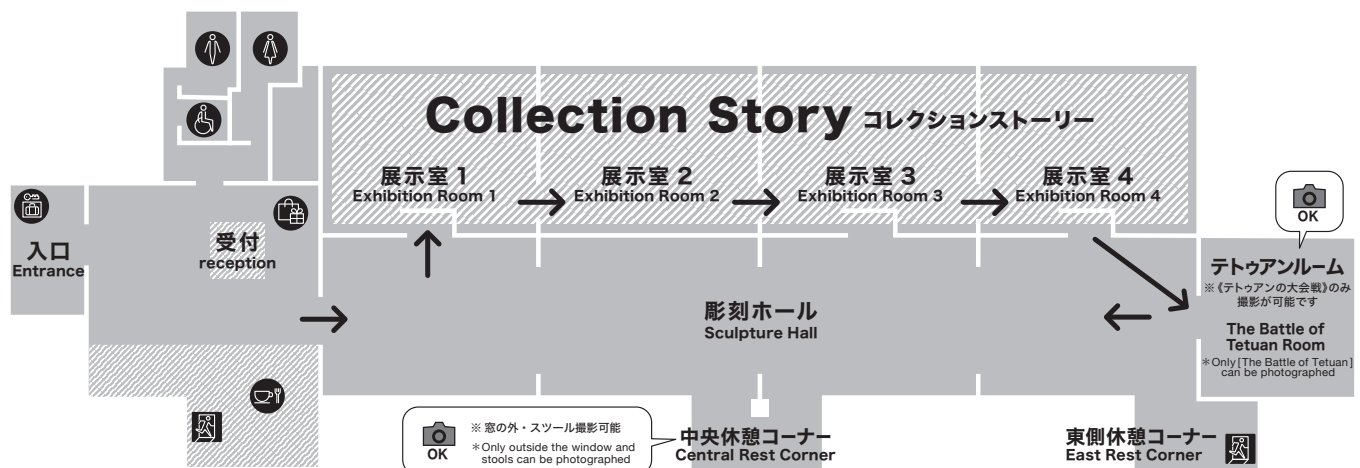 Collection Story コレクションストーリー
展示室 1
Exhibition Room 1
展示室 2
Exhibition Room 2
展示室 3
Exhibition Room 3
展示室 4
Exhibition Room 4
入口
Entrance
受付
reception
彫刻ホール
Sculpture Hall
OK
テトゥアンルーム
※《テトゥアンの大会戦》のみ
撮影が可能です
The Battle of
Tetuan Room
*Only [The Battle of Tetuan]
can be photographed
OK
※ 窓の外・スツール撮影可能
*Only outside the window and
stools can be photographed
中央休憩コーナー
Central Rest Corner
東側休憩コーナー
East Rest Corner